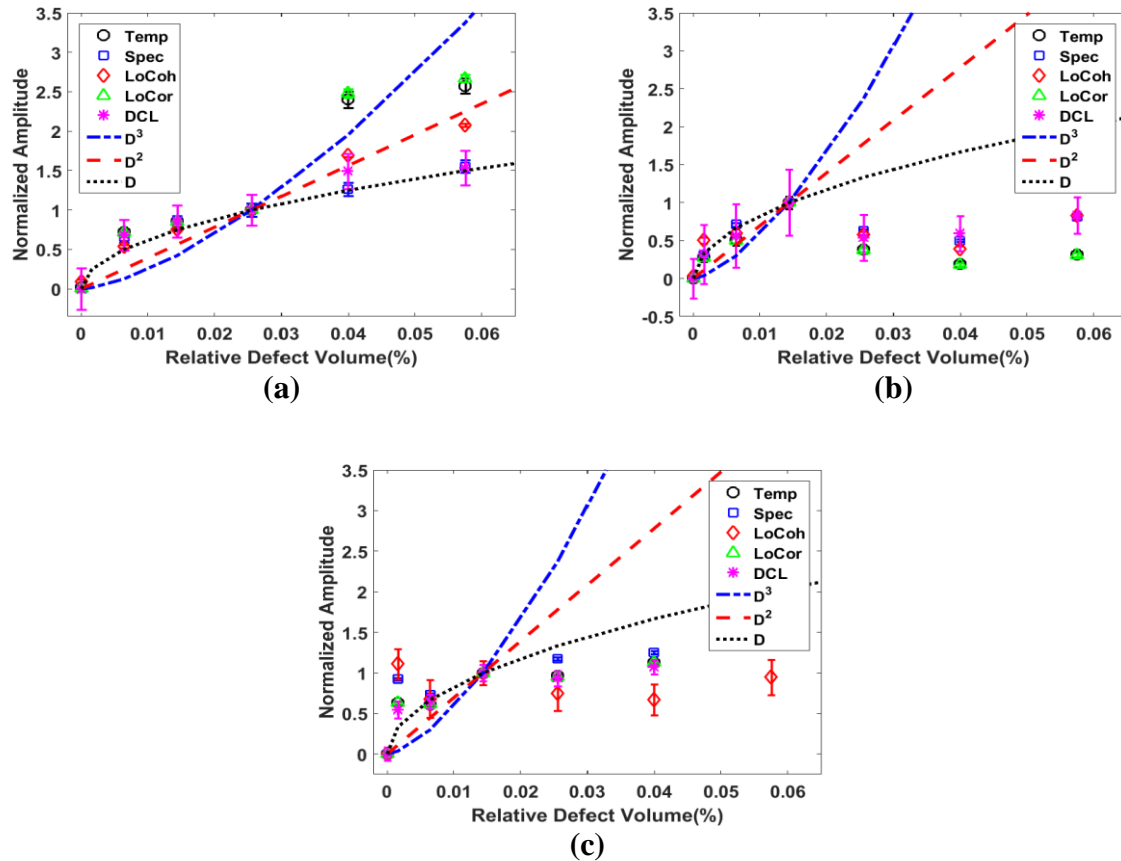 3.5
3
2.5
2
1.5
1
0.5
0
Normalized Amplitude
Temp
Spec
LoCoh
LoCor
DCL
D³
D²
D
0 0.01 0.02 0.03 0.04 0.05 0.06
Relative Defect Volume(%)
(a)
3.5
3
2.5
2
1.5
1
0.5
0
-0.5
Normalized Amplitude
Temp
Spec
LoCoh
LoCor
DCL
D³
D²
D
0 0.01 0.02 0.03 0.04 0.05 0.06
Relative Defect Volume(%)
(b)
3.5
3
2.5
2
1.5
1
0.5
0
Normalized Amplitude
Temp
Spec
LoCoh
LoCor
DCL
D³
D²
D
0 0.01 0.02 0.03 0.04 0.05 0.06
Relative Defect Volume(%)
(c)